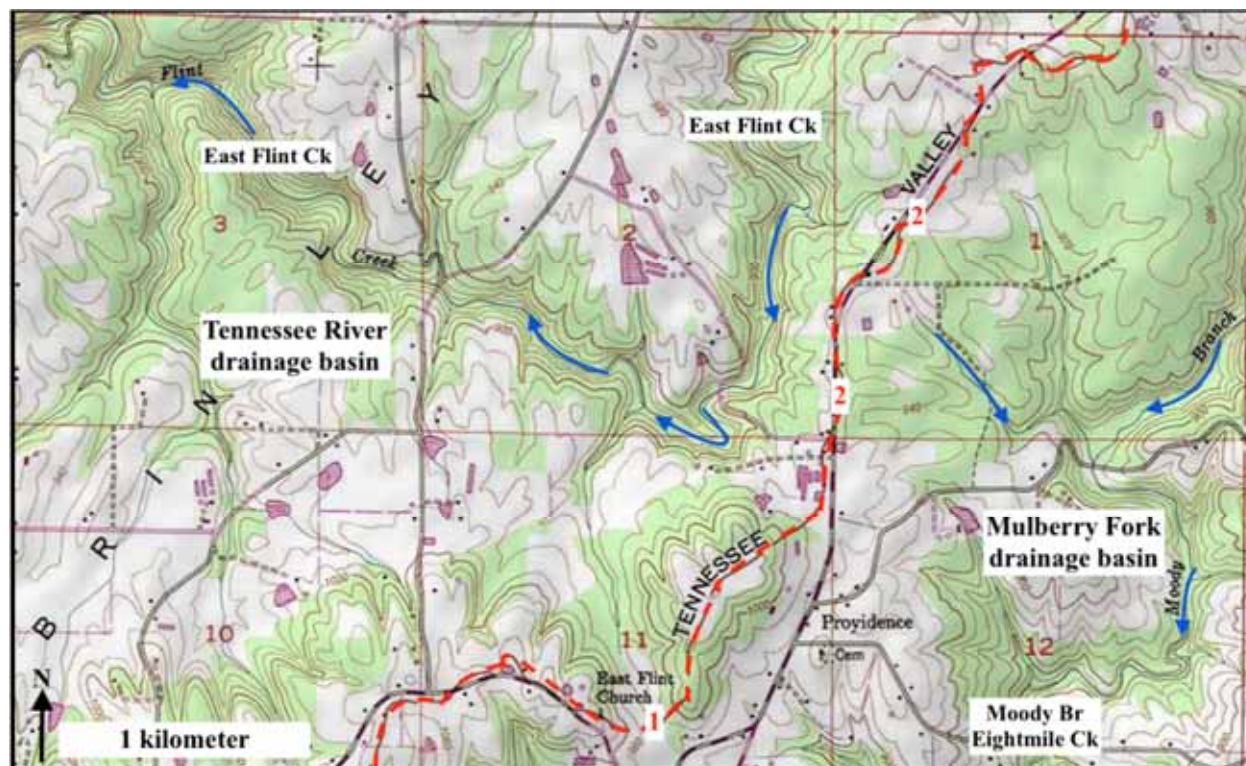 Flint
East Flint Ck
East Flint Ck
VALLEY
2
Y
E
3
2
1
L
Creek
L
540
Tennessee River
drainage basin
2
Branch
N
I
R
B
TENNESSEE
Mulberry Fork
drainage basin
Moody
Providence
Cem
10
11
12
East Flint
Church
1
N
1 kilometer
Moody Br
Eightmile Ck